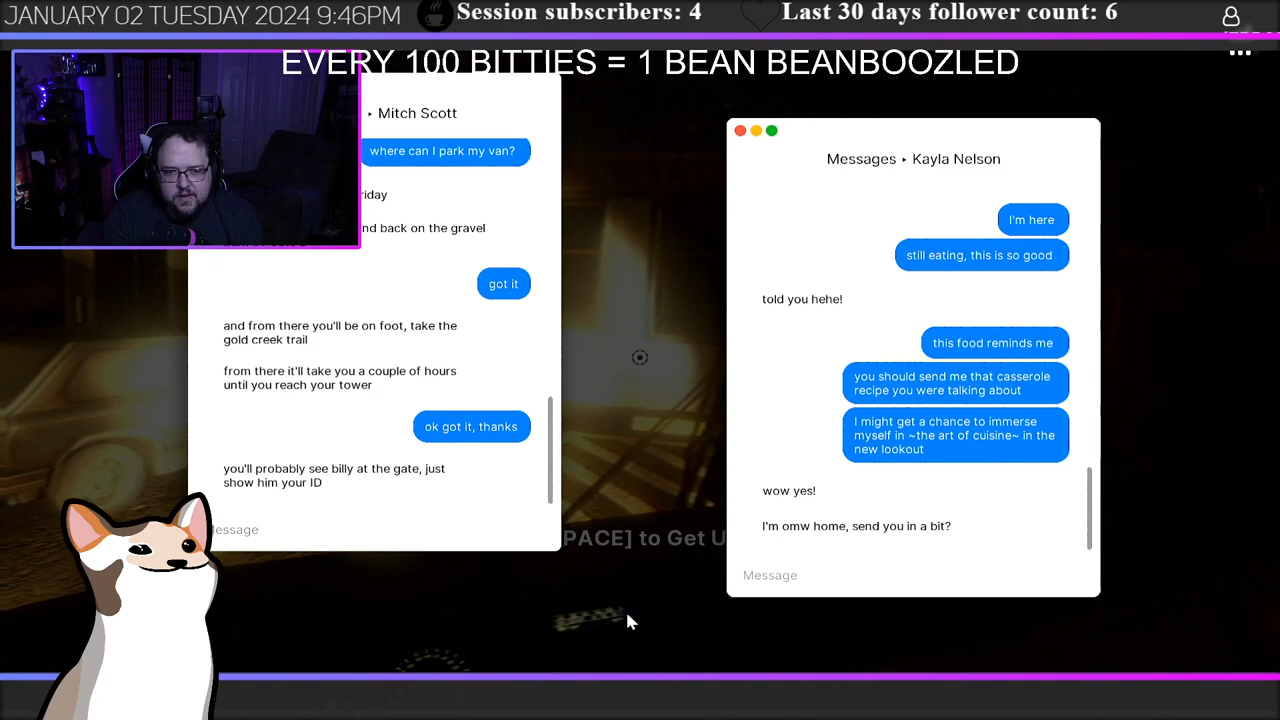 JANUARY 02 TUESDAY 2024 9:46PM
Session subscribers: 4
Last 30 days follower count: 6
EVERY 100 BITTIES = 1 BEAN BEANBOOZLED
‣ Mitch Scott
where can I park my van?
riday
nd back on the gravel
got it
and from there you'll be on foot, take the
gold creek trail
from there it'll take you a couple of hours
until you reach your tower
ok got it, thanks
you'll probably see billy at the gate, just
show him your ID
essage
PACE] to Get U
Messages ‣ Kayla Nelson
I'm here
still eating, this is so good
told you hehe!
this food reminds me
you should send me that casserole
recipe you were talking about
I might get a chance to immerse
myself in ~the art of cuisine~ in the
new lookout
wow yes!
I'm omw home, send you in a bit?
Message